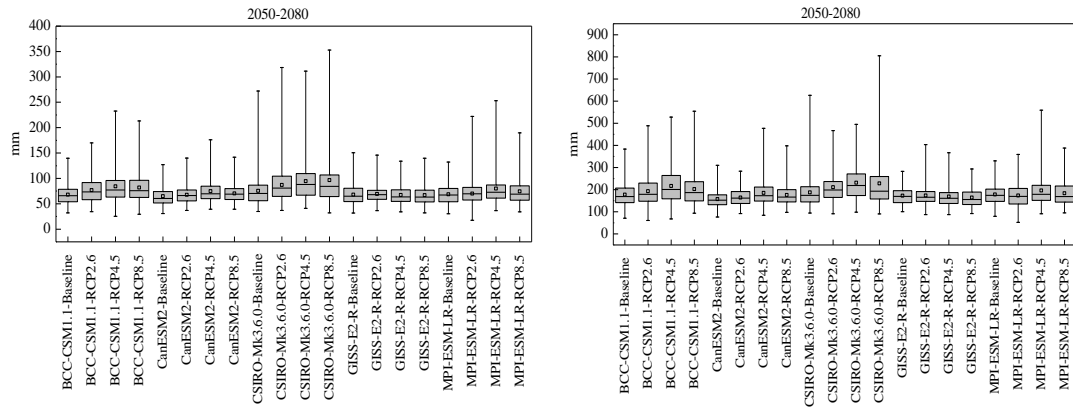 2050-2080
400
350
300
250
200
150
100
50
0
mm
BCC-CSM1.1-Baseline
BCC-CSM1.1-RCP2.6
BCC-CSM1.1-RCP4.5
BCC-CSM1.1-RCP8.5
CanESM2-Baseline
CanESM2-RCP2.6
CanESM2-RCP4.5
CanESM2-RCP8.5
CSIRO-Mk3.6.0-Baseline
CSIRO-Mk3.6.0-RCP2.6
CSIRO-Mk3.6.0-RCP4.5
CSIRO-Mk3.6.0-RCP8.5
GISS-E2-R-Baseline
GISS-E2-R-RCP2.6
GISS-E2-R-RCP4.5
GISS-E2-R-RCP8.5
MPI-ESM-LR-Baseline
MPI-ESM-LR-RCP2.6
MPI-ESM-LR-RCP4.5
MPI-ESM-LR-RCP8.5
2050-2080
900
800
700
600
500
400
300
200
100
0
mm
BCC-CSM1.1-Baseline
BCC-CSM1.1-RCP2.6
BCC-CSM1.1-RCP4.5
BCC-CSM1.1-RCP8.5
CanESM2-Baseline
CanESM2-RCP2.6
CanESM2-RCP4.5
CanESM2-RCP8.5
CSIRO-Mk3.6.0-Baseline
CSIRO-Mk3.6.0-RCP2.6
CSIRO-Mk3.6.0-RCP4.5
CSIRO-Mk3.6.0-RCP8.5
GISS-E2-R-Baseline
GISS-E2-R-RCP2.6
GISS-E2-R-RCP4.5
GISS-E2-R-RCP8.5
MPI-ESM-LR-Baseline
MPI-ESM-LR-RCP2.6
MPI-ESM-LR-RCP4.5
MPI-ESM-LR-RCP8.5